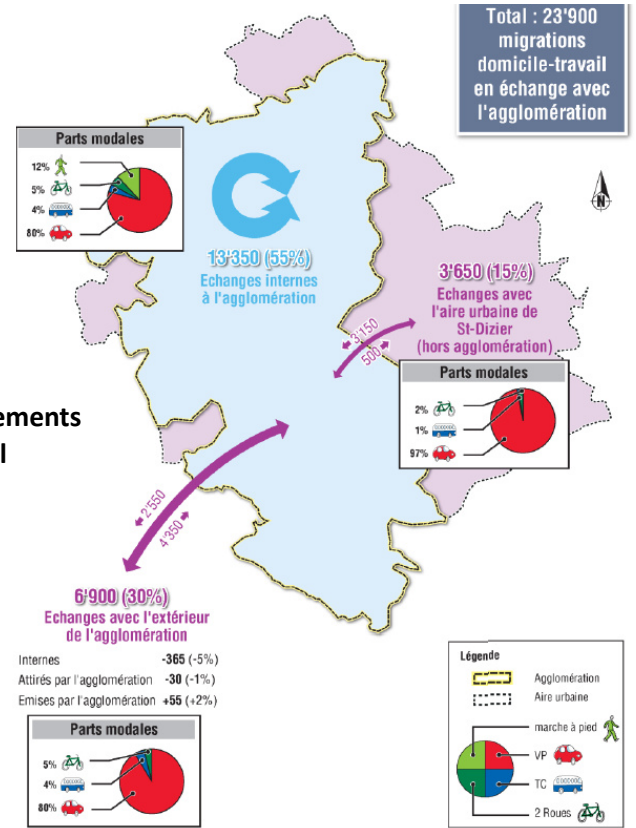 Total : 23'900
migrations
domicile-travail
en échange avec
l'agglomération
Parts modales
12%
5%
4%
80%
N
13'350 (55%)
Echanges internes
à l'agglomération
3'650 (15%)
Echanges avec
l'aire urbaine de
St-Dizier
(hors agglomération)
3'150
500
Parts modales
2%
1%
97%
ements
l
2'550
4'350
6'900 (30%)
Echanges avec l'extérieur
de l'agglomération
Internes -365 (-5%)
Attirés par l'agglomération -30 (-1%)
Emises par l'agglomération +55 (+2%)
Parts modales
5%
4%
80%
Légende
Agglomération
Aire urbaine
marche à pied
VP
TC
2 Roues